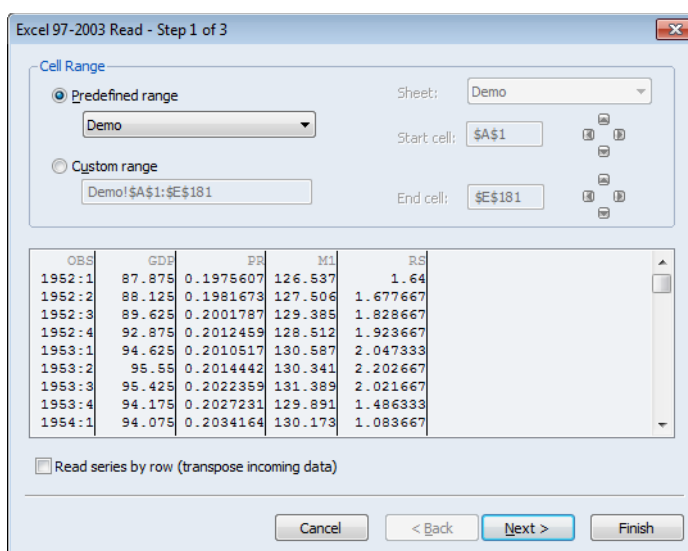 Excel 97-2003 Read - Step 1 of 3
Cell Range
Predefined range
Demo
Custom range
Demo!$A$1:$E$181
Sheet: Demo
Start cell: $A$1
End cell: $E$181
OBS GDP PR M1 RS
1952:1 87.875 0.1975607 126.537 1.64
1952:2 88.125 0.1981673 127.506 1.677667
1952:3 89.625 0.2001787 129.385 1.828667
1952:4 92.875 0.2012459 128.512 1.923667
1953:1 94.625 0.2010517 130.587 2.047333
1953:2 95.55 0.2014442 130.341 2.202667
1953:3 95.425 0.2022359 131.389 2.021667
1953:4 94.175 0.2027231 129.891 1.486333
1954:1 94.075 0.2034164 130.173 1.083667
Read series by row (transpose incoming data)
Cancel < Back Next > Finish